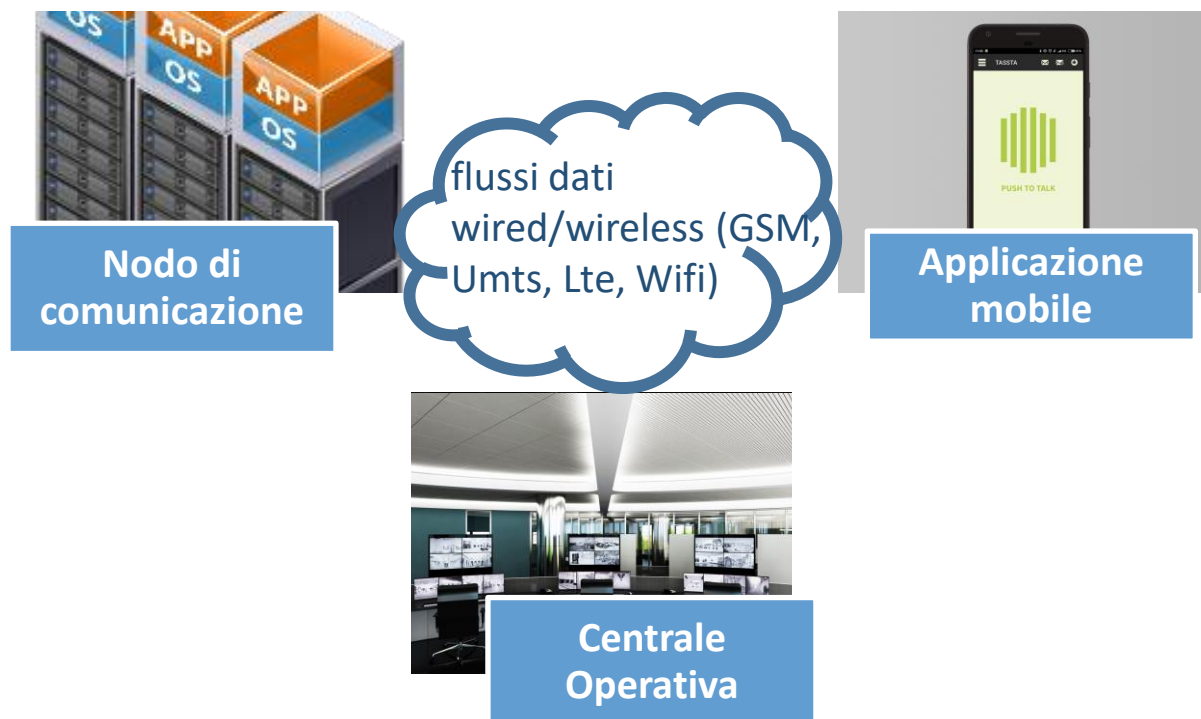 OS
APP
OS
APP
OS
Nodo di
comunicazione
flussi dati
wired/wireless (GSM,
Umts, Lte, Wifi)
TASSTA
PUSH TO TALK
Applicazione
mobile
Centrale
Operativa